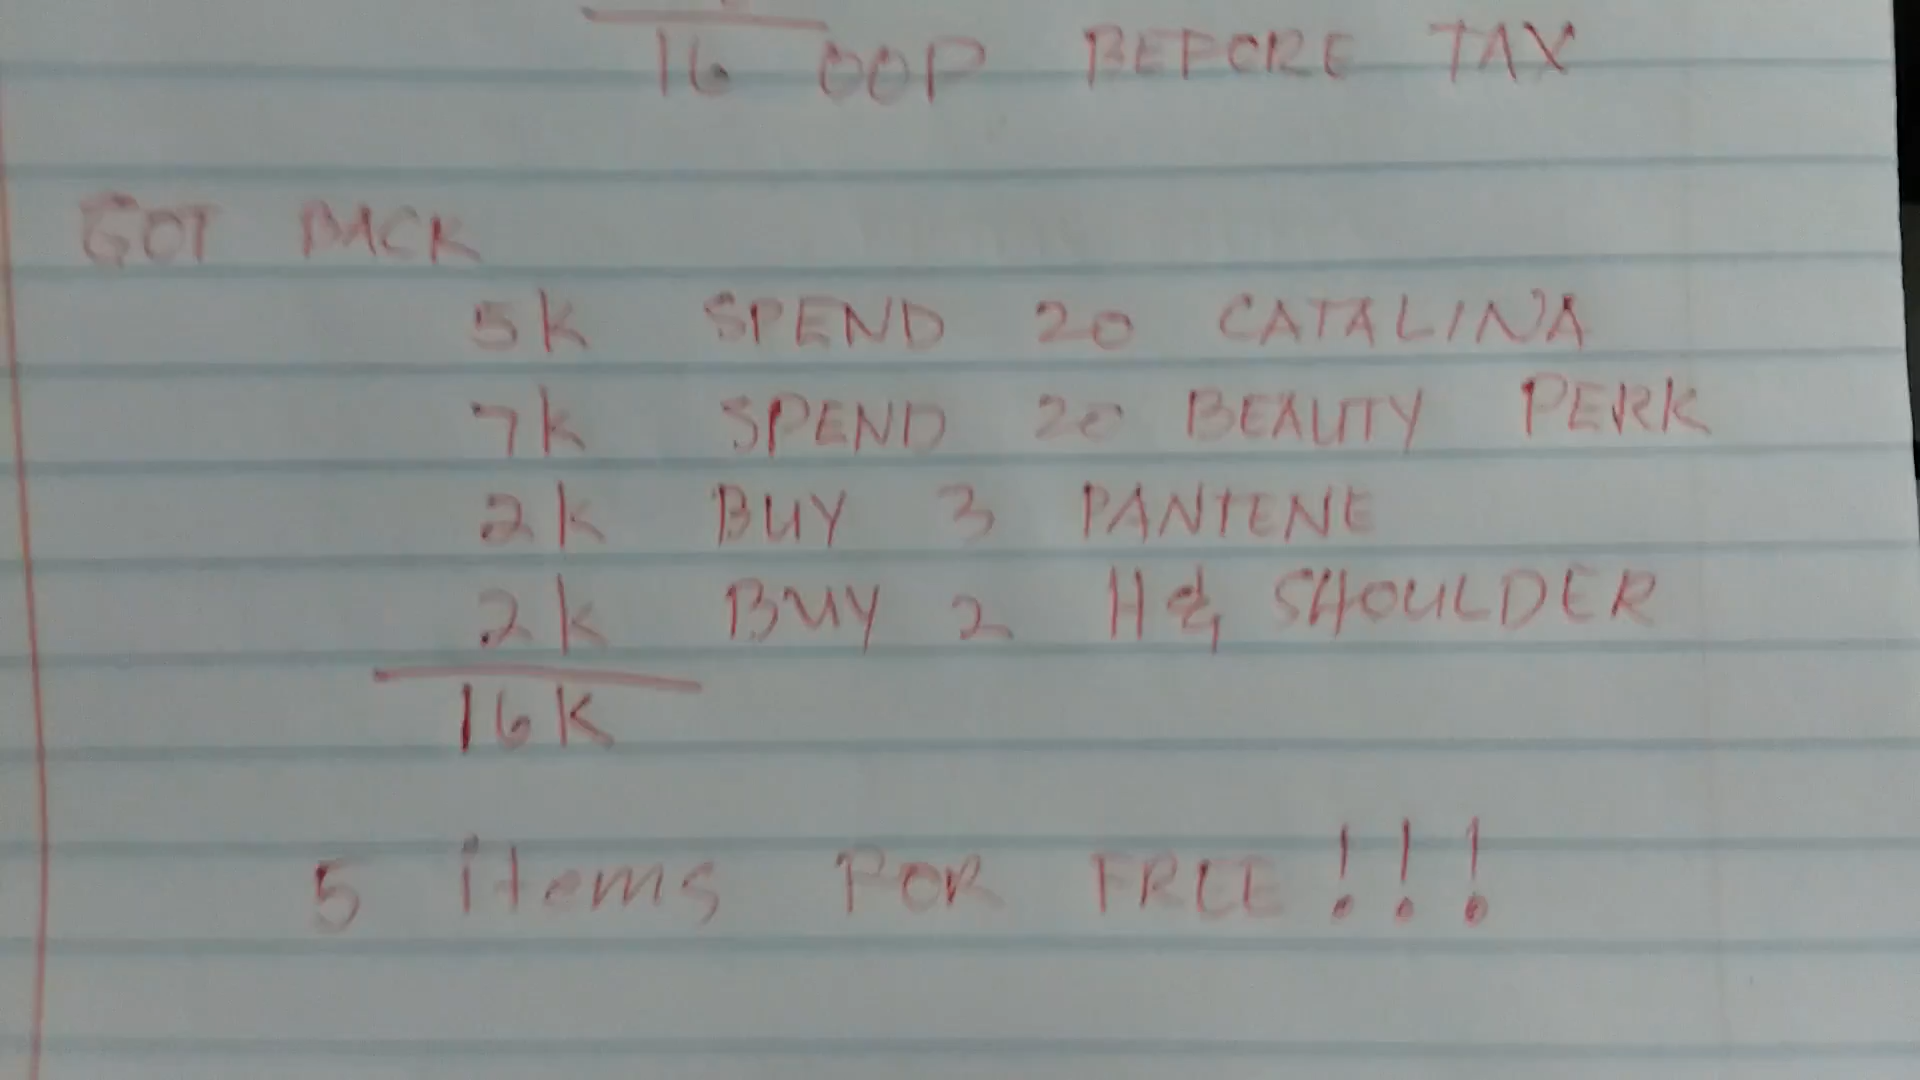 16 OOP BEFORE TAX
GOT BACK
5K SPEND 20 CATALINA
7K SPEND 20 BEAUTY PERK
2K BUY 3 PANTENE
2K BUY 2 H & SHOULDER
16K
5 items FOR FREE!!!